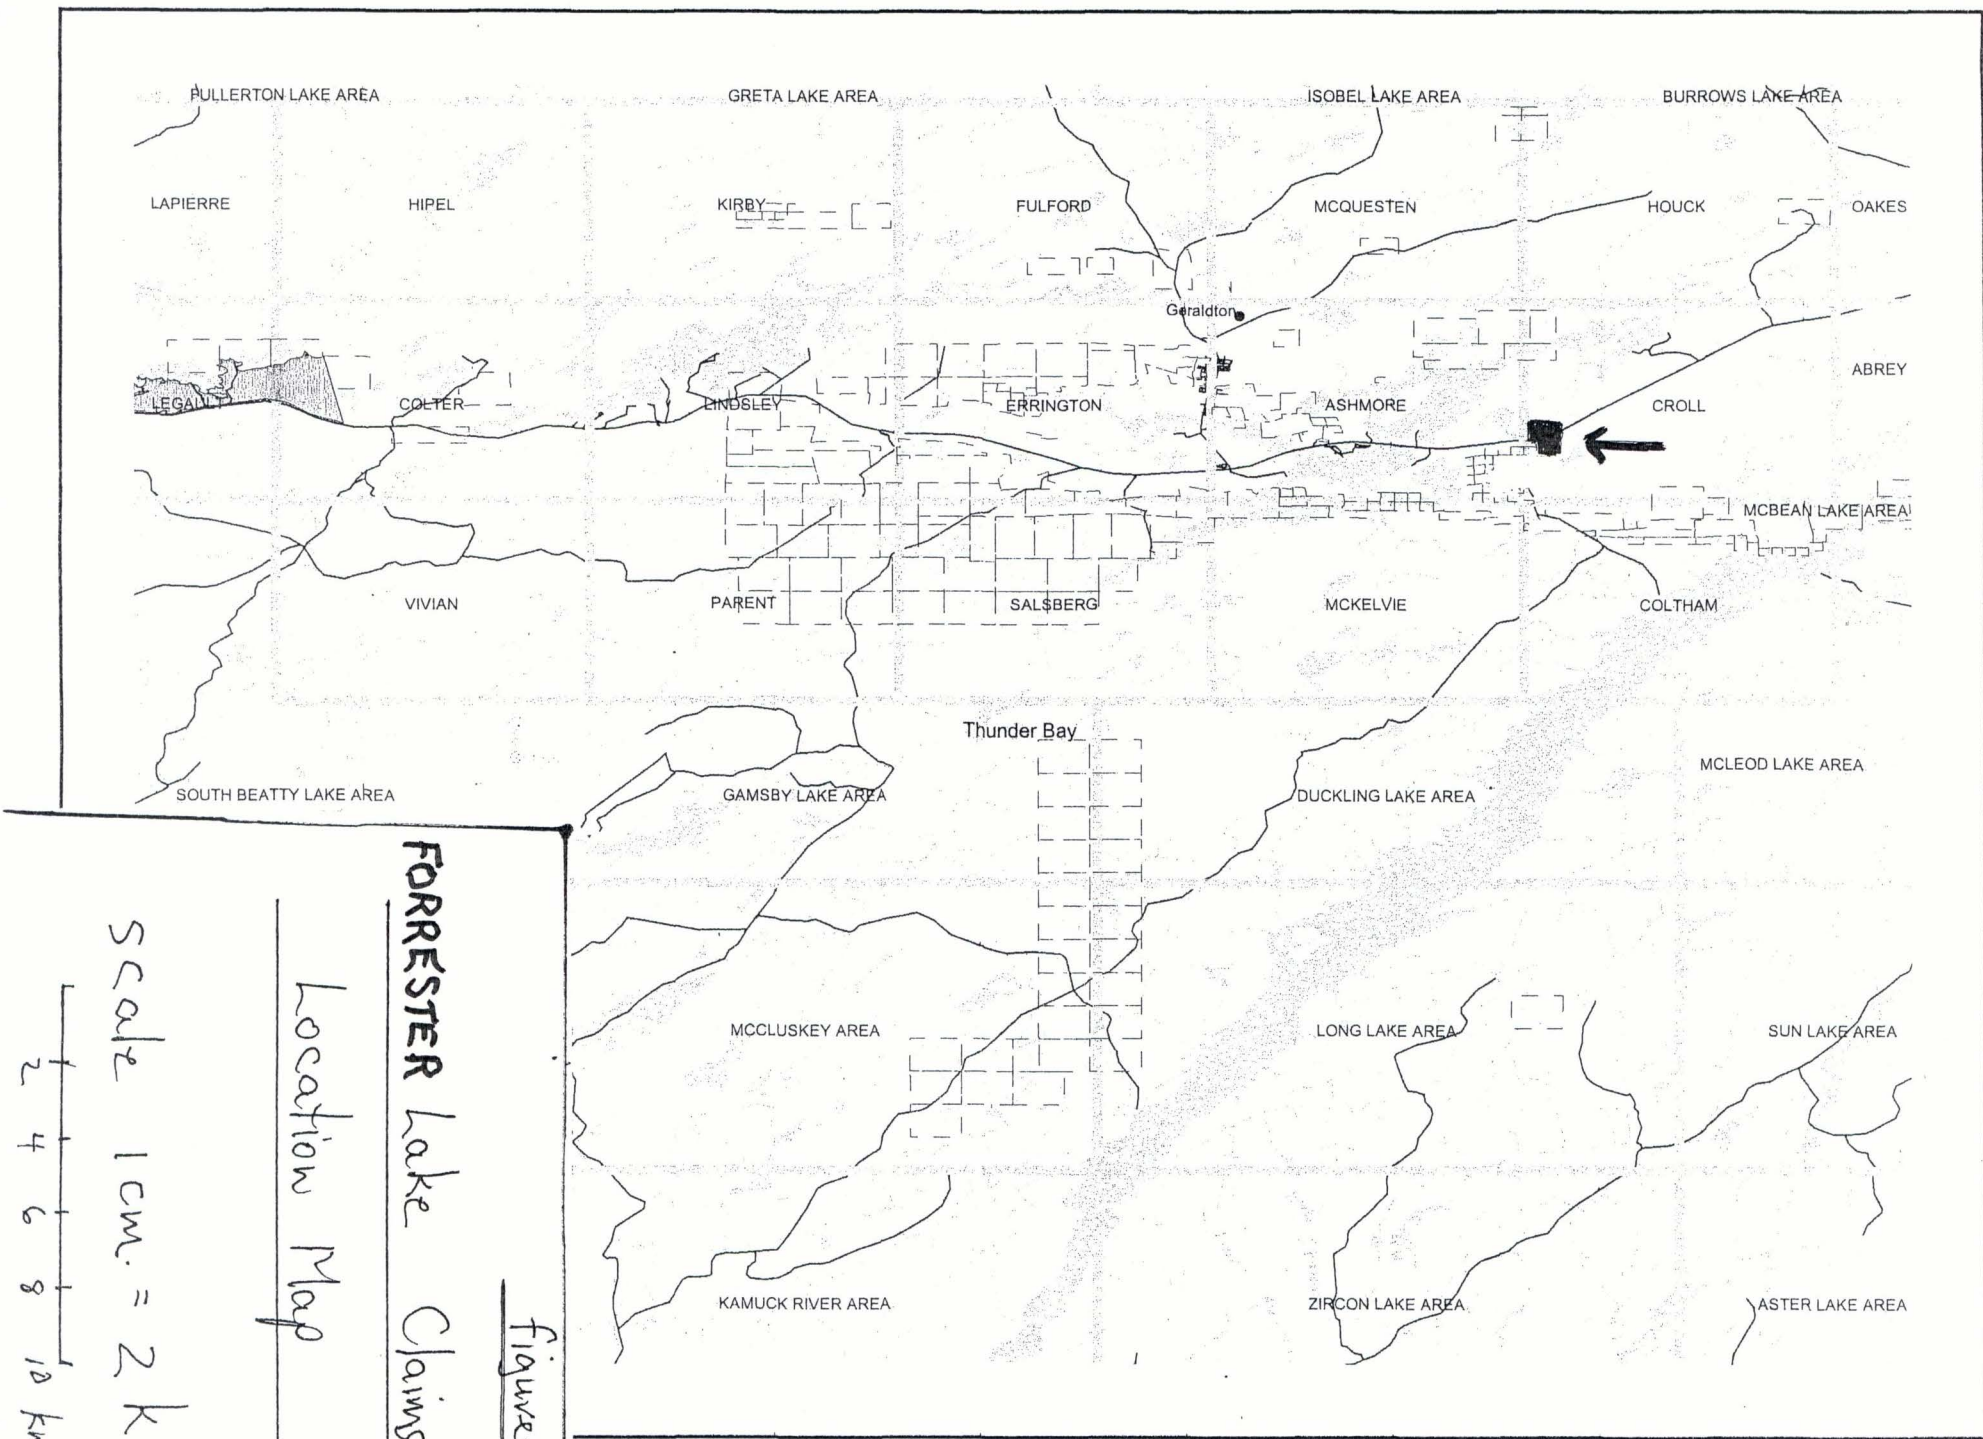 FULLERTON LAKE AREA
GRETA LAKE AREA
ISOBEL LAKE AREA
BURROWS LAKE AREA
LAPIERRE
HIPEL
KIRBY
FULFORD
MCQUESTEN
HOUCK
OAKES
Geraldton
ABREY
LEGAULT
COLTER
LINDSLEY
ERRINGTON
ASHMORE
CROLL
MCBEAN LAKE AREA
VIVIAN
PARENT
SALSBERG
MCKELVIE
COLTHAM
Thunder Bay
MCLEOD LAKE AREA
SOUTH BEATTY LAKE AREA
GAMSBY LAKE AREA
DUCKLING LAKE AREA
MCCLUSKEY AREA
LONG LAKE AREA
SUN LAKE AREA
KAMUCK RIVER AREA
ZIRCON LAKE AREA
ASTER LAKE AREA
figure
FORRESTER Lake Claims
Location Map
Scale 1 cm. = 2 k
2 4 6 8 10 km